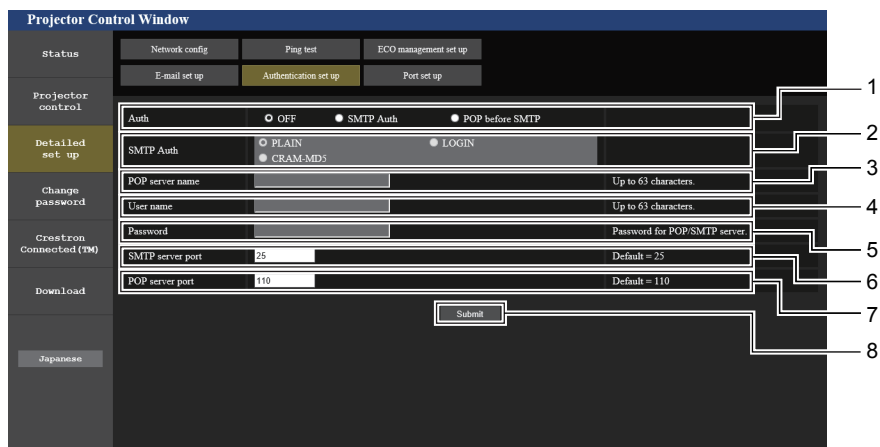 Projector Control Window
Status
Network config Ping test ECO management set up
E-mail set up Authentication set up Port set up
Projector
control
Detailed
set up
Change
password
Crestron
Connected(TM)
Download
Japanese
Auth OFF SMTP Auth POP before SMTP
SMTP Auth PLAIN LOGIN
CRAM-MD5
POP server name Up to 63 characters.
User name Up to 63 characters.
Password Password for POP/SMTP server.
SMTP server port 25 Default = 25
POP server port 110 Default = 110
Submit
1
2
3
4
5
6
7
8